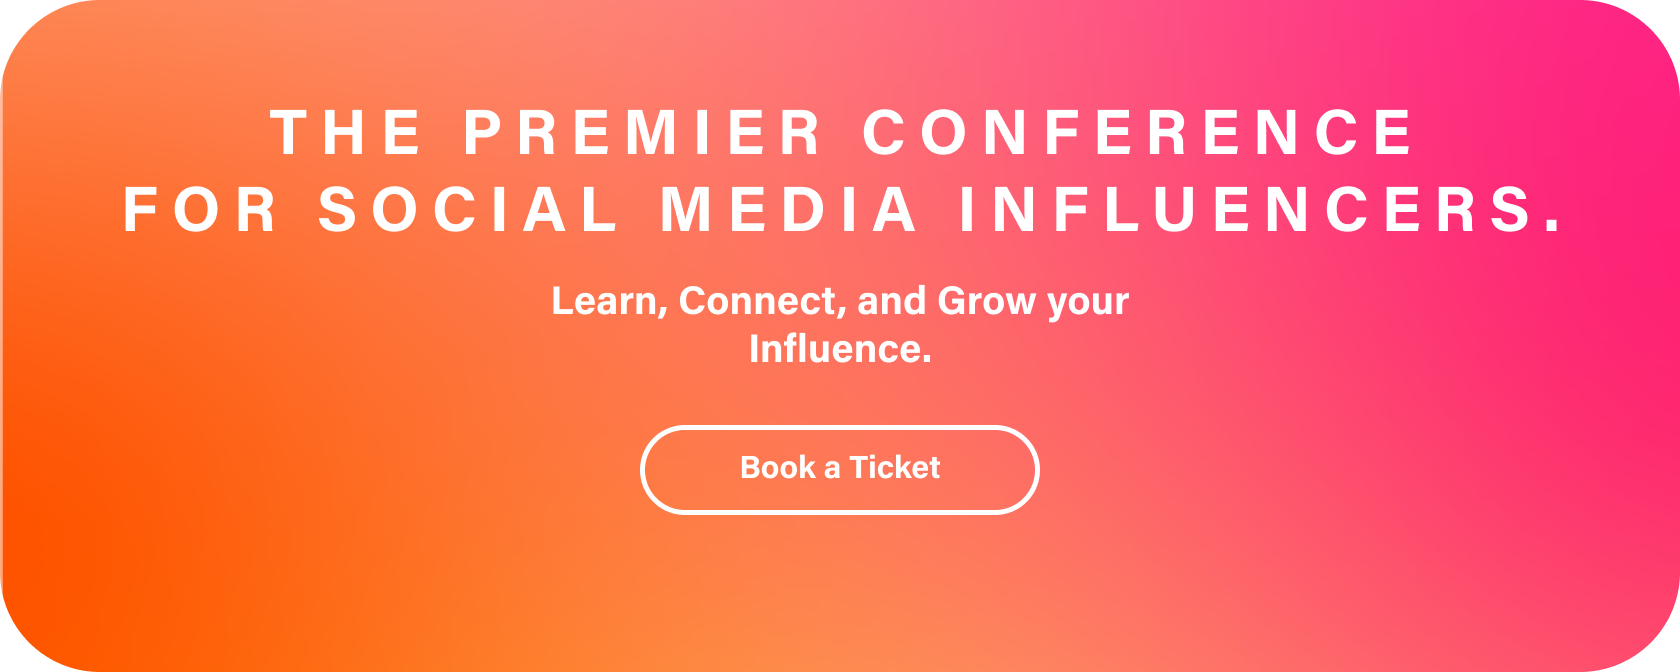 THE PREMIER CONFERENCE
FOR SOCIAL MEDIA INFLUENCERS.
Learn, Connect, and Grow your
Influence.
Book a Ticket